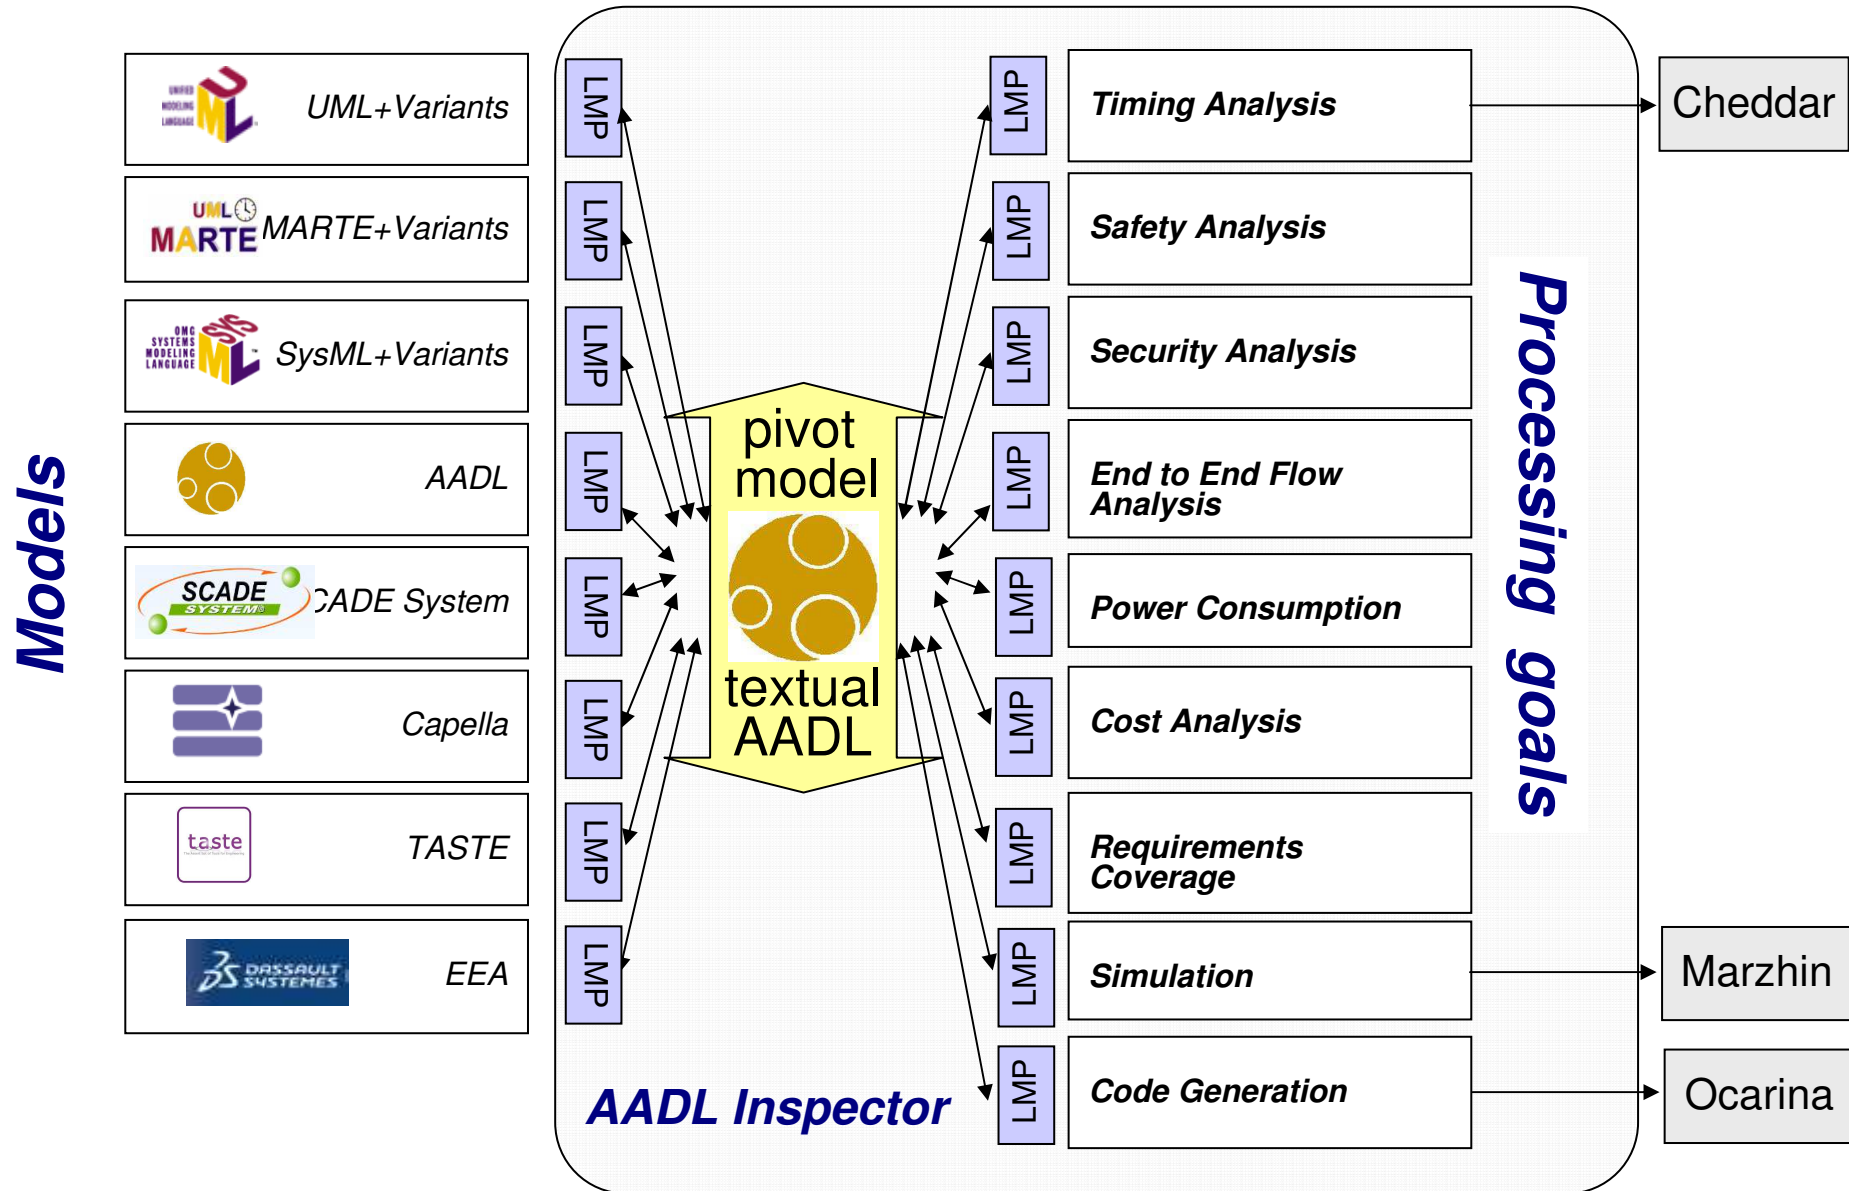 Models
UNIFIED
MODELING
LANGUAGE
UML
UML+Variants
UML
MARTE
MARTE+Variants
OMG
SYSTEMS
MODELING
LANGUAGE
SYS
ML
SysML+Variants
AADL
SCADE
SYSTEM
CADE System
Capella
taste
TASTE
DASSAULT
SYSTEMES
EEA
LMP
LMP
LMP
LMP
LMP
LMP
LMP
LMP
pivot
model
textual
AADL
AADL Inspector
LMP
LMP
LMP
LMP
LMP
LMP
LMP
LMP
LMP
Timing Analysis
Safety Analysis
Security Analysis
End to End Flow
Analysis
Power Consumption
Cost Analysis
Requirements
Coverage
Simulation
Code Generation
Processing goals
Cheddar
Marzhin
Ocarina